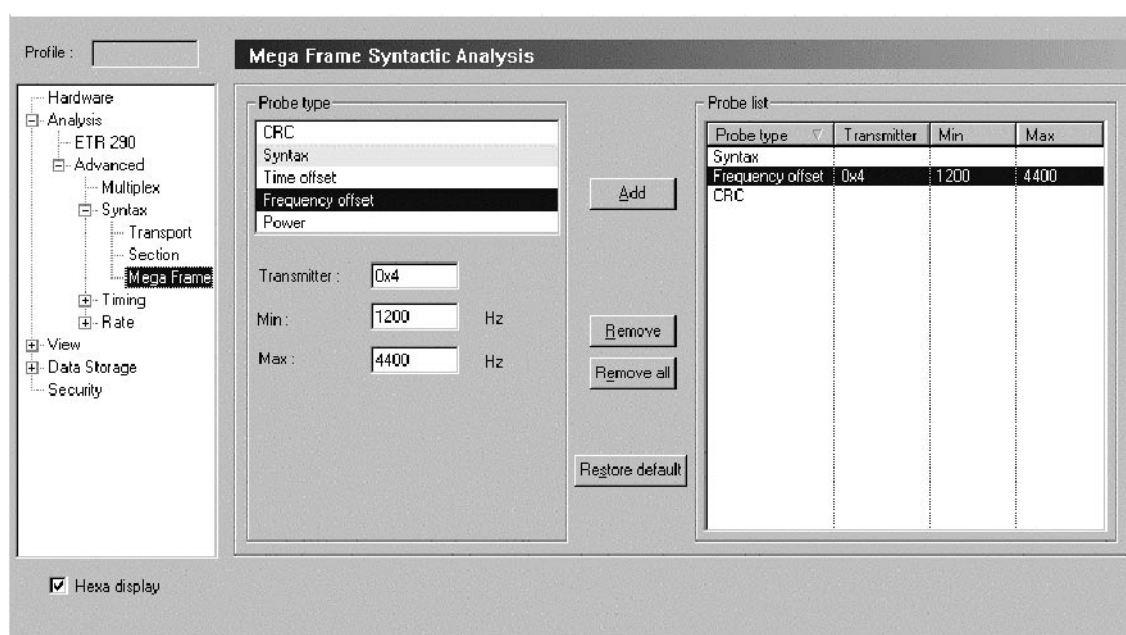 Profile :
Mega Frame Syntactic Analysis
Hardware
Analysis
ETR 290
Advanced
Multiplex
Syntax
Transport
Section
Mega Frame
Timing
Rate
View
Data Storage
Security
Hexa display
Probe type
CRC
Syntax
Time offset
Frequency offset
Power
Transmitter : 0x4
Min : 1200 Hz
Max : 4400 Hz
Add
Remove
Remove all
Restore default
Probe list
Probe type Transmitter Min Max
Syntax
Frequency offset 0x4 1200 4400
CRC